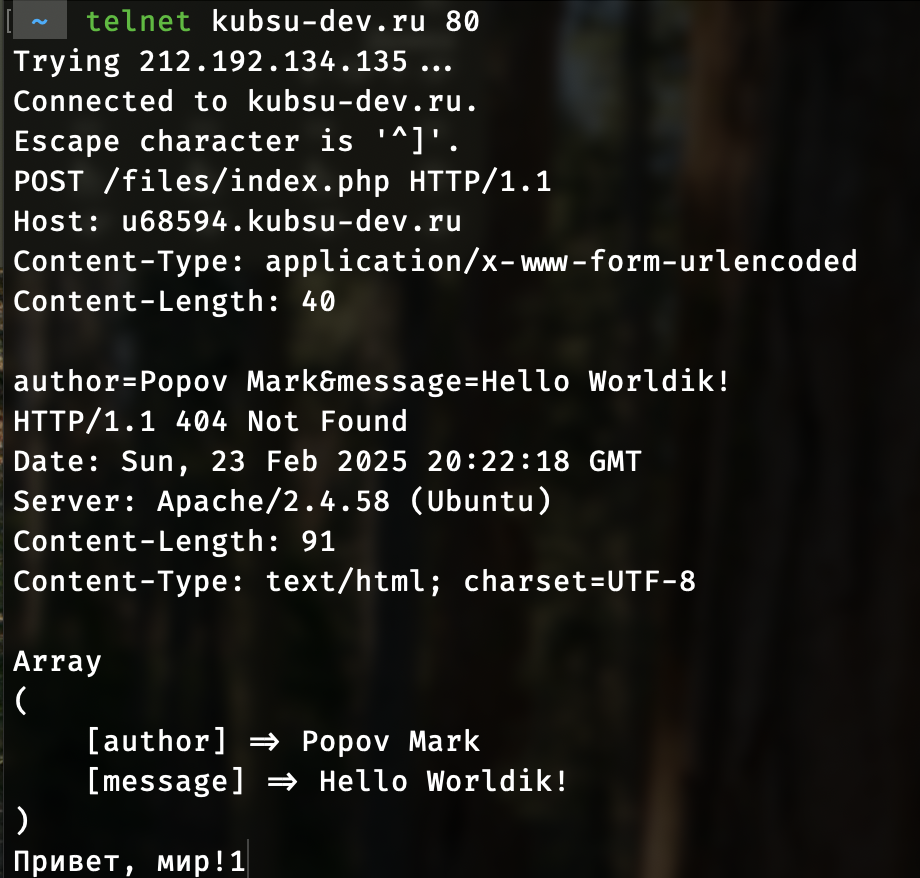 ~ telnet kubsu-dev.ru 80
Trying 212.192.134.135...
Connected to kubsu-dev.ru.
Escape character is '^]'.
POST /files/index.php HTTP/1.1
Host: u68594.kubsu-dev.ru
Content-Type: application/x-www-form-urlencoded
Content-Length: 40

author=Popov Mark&message=Hello Worldik!
HTTP/1.1 404 Not Found
Date: Sun, 23 Feb 2025 20:22:18 GMT
Server: Apache/2.4.58 (Ubuntu)
Content-Length: 91
Content-Type: text/html; charset=UTF-8

Array
(
    [author] => Popov Mark
    [message] => Hello Worldik!
)
Привет, мир!1